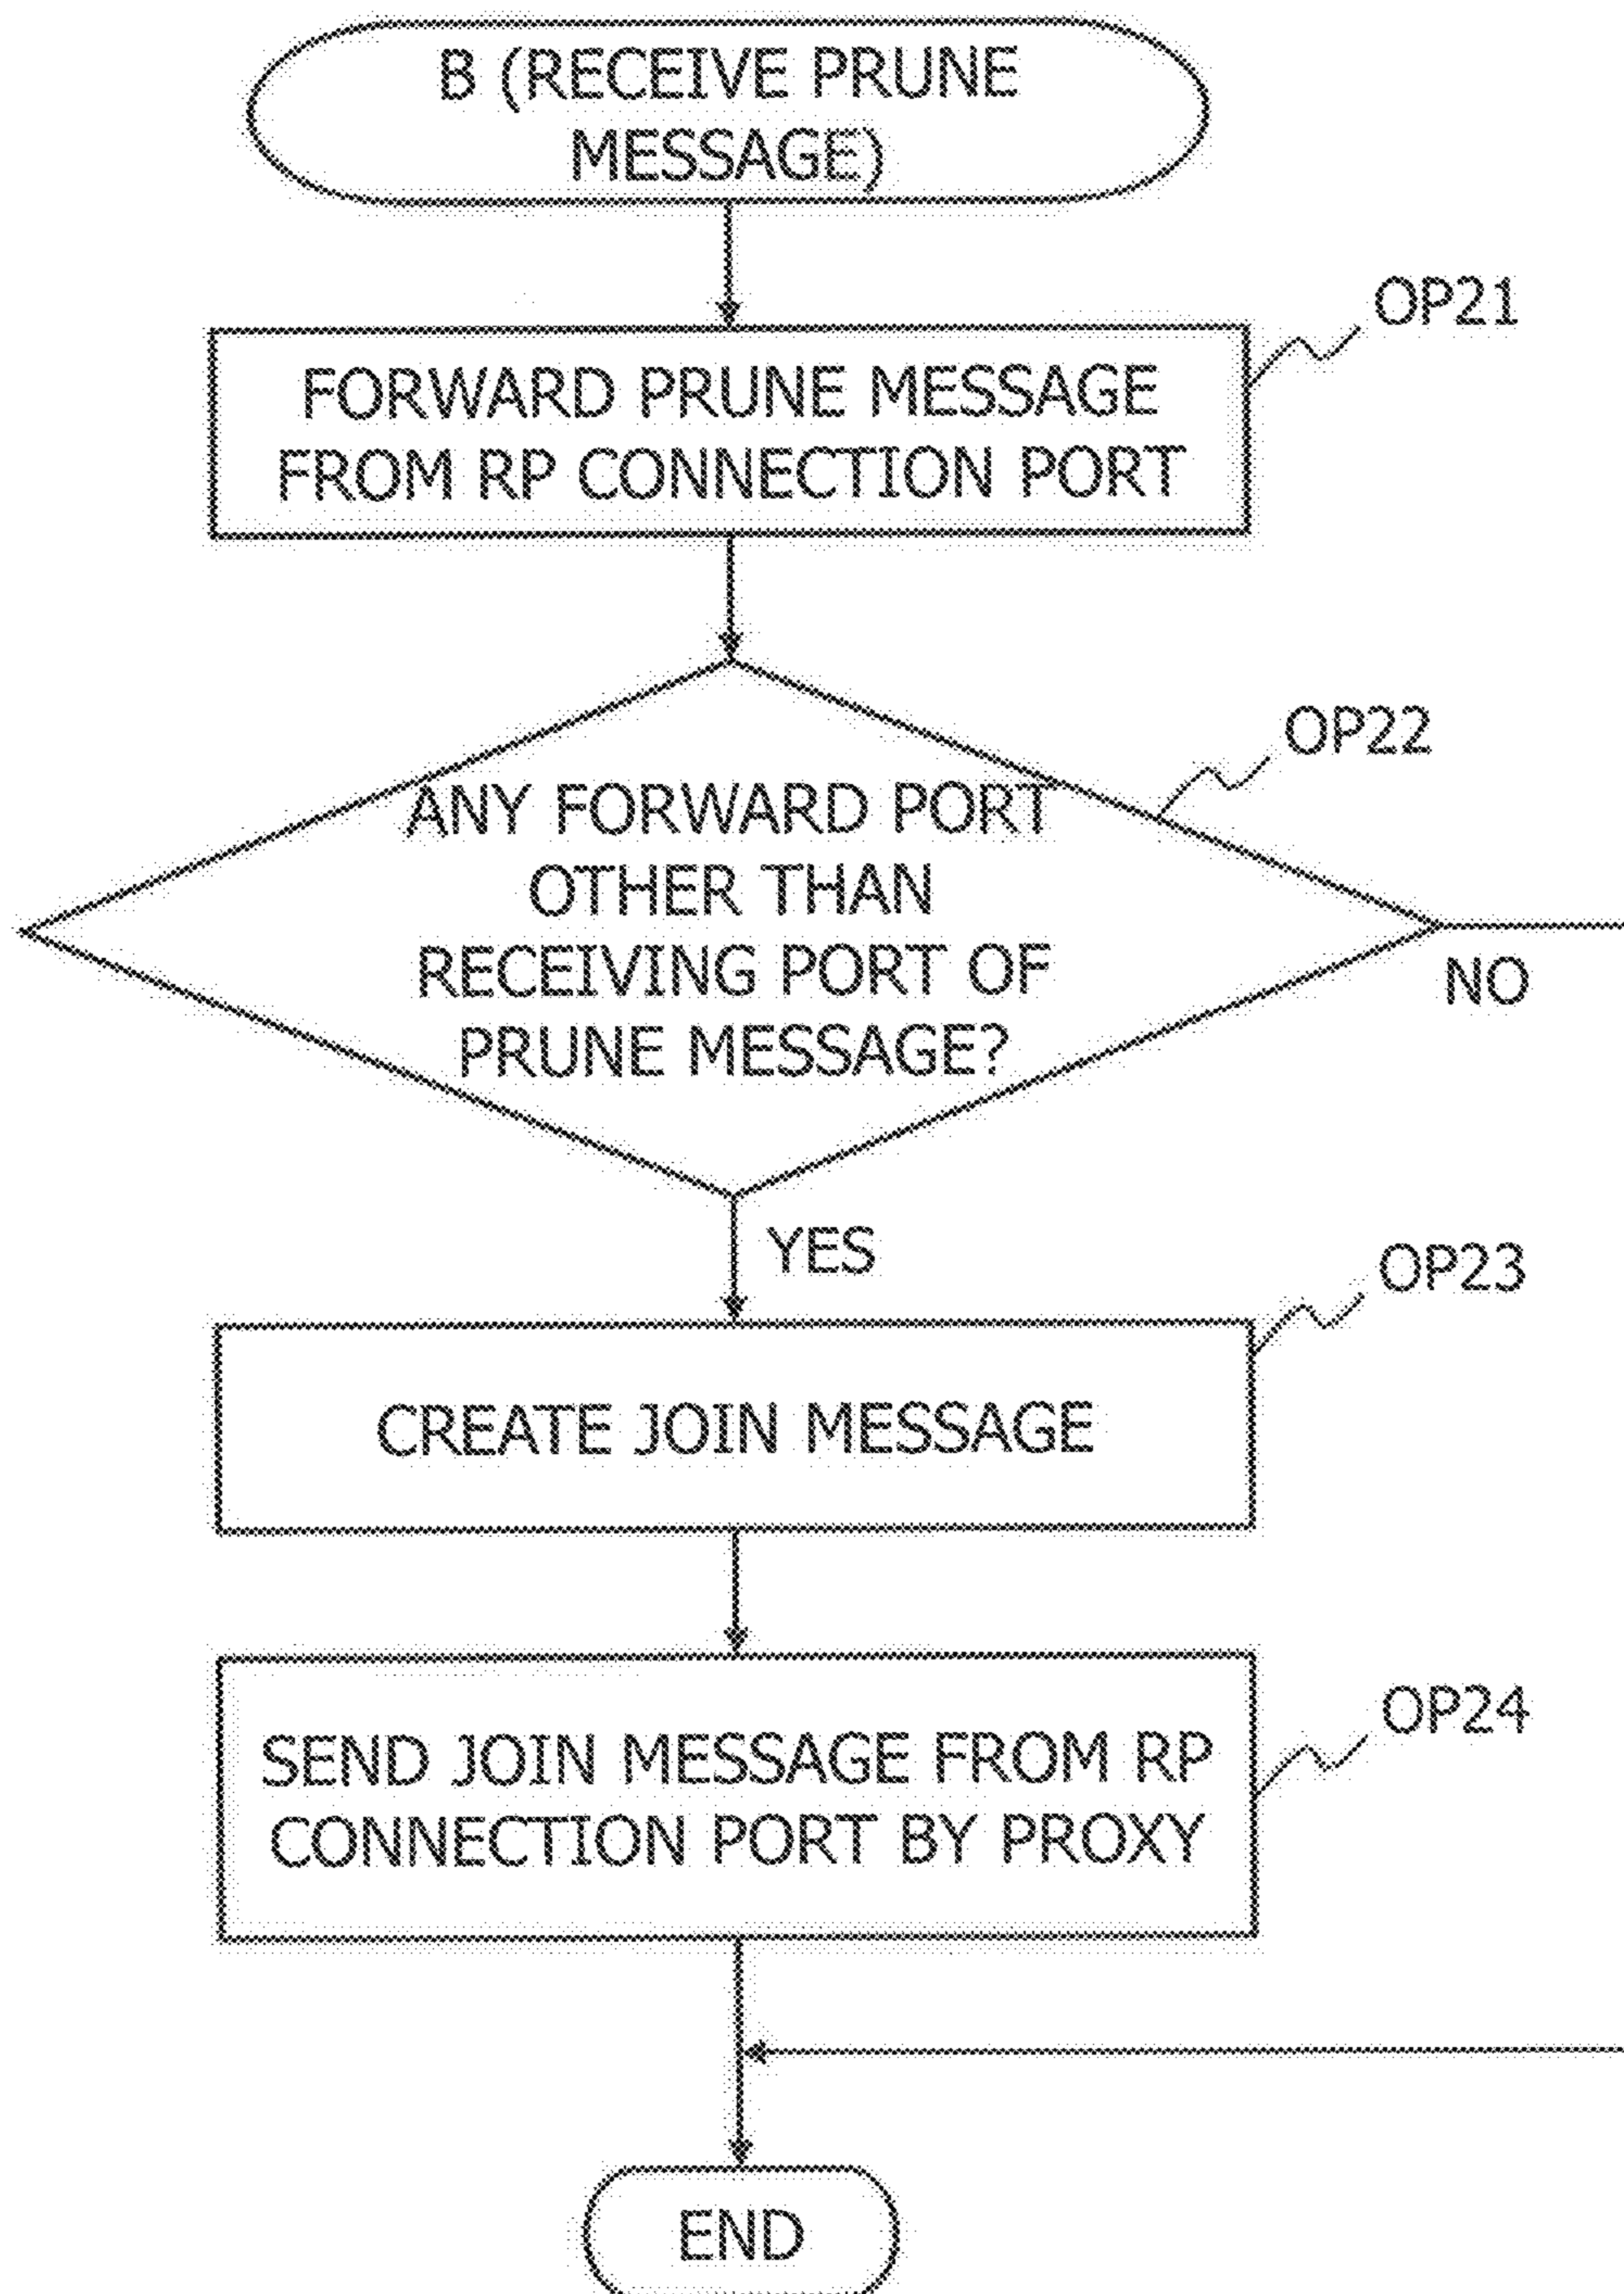 B (RECEIVE PRUNE
MESSAGE)
OP21
FORWARD PRUNE MESSAGE
FROM RP CONNECTION PORT
OP22
ANY FORWARD PORT
OTHER THAN
RECEIVING PORT OF
PRUNE MESSAGE?
NO
YES
OP23
CREATE JOIN MESSAGE
OP24
SEND JOIN MESSAGE FROM RP
CONNECTION PORT BY PROXY
END